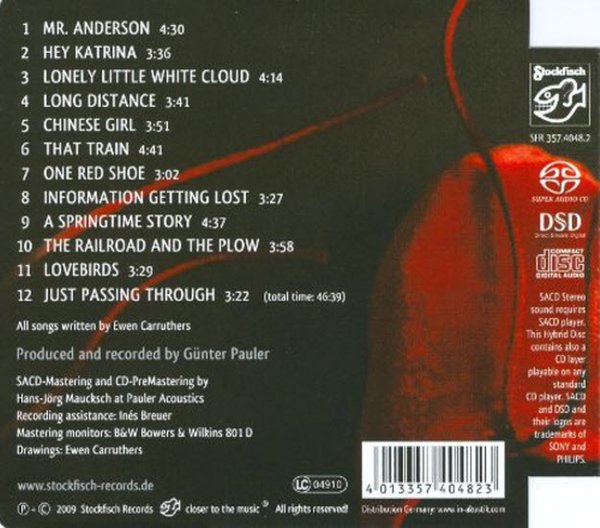 1 MR. ANDERSON 4:30
2 HEY KATRINA 3:36
3 LONELY LITTLE WHITE CLOUD 4:14
4 LONG DISTANCE 3:41
5 CHINESE GIRL 3:51
6 THAT TRAIN 4:41
7 ONE RED SHOE 3:02
8 INFORMATION GETTING LOST 3:27
9 A SPRINGTIME STORY 4:37
10 THE RAILROAD AND THE PLOW 3:58
11 LOVEBIRDS 3:29
12 JUST PASSING THROUGH 3:22 (total time: 46:39)
All songs written by Ewen Carruthers
Produced and recorded by Günter Pauler
SACD-Mastering and CD-PreMastering by
Hans-Jörg Maucksch at Pauler Acoustics
Recording assistance: Inés Breuer
Mastering monitors: B&W Bowers & Wilkins 801 D
Drawings: Ewen Carruthers
www.stockfisch-records.de
LC 04910
℗ + © 2009 Stockfisch Records closer to the music® All rights reserved!
Stockfisch
SFR 357.4048.2
SUPER AUDIO CD
DSD
Direct Stream Digital
COMPACT
disc
DIGITAL AUDIO
SACD Stereo
sound requires
SACD player.
This Hybrid Disc
contains also a
CD layer
playable on any
standard
CD player. SACD
and DSD and
their logos are
trademarks of
SONY and
PHILIPS.
4 013357 404823
Distribution Germany: www.in-akustik.com